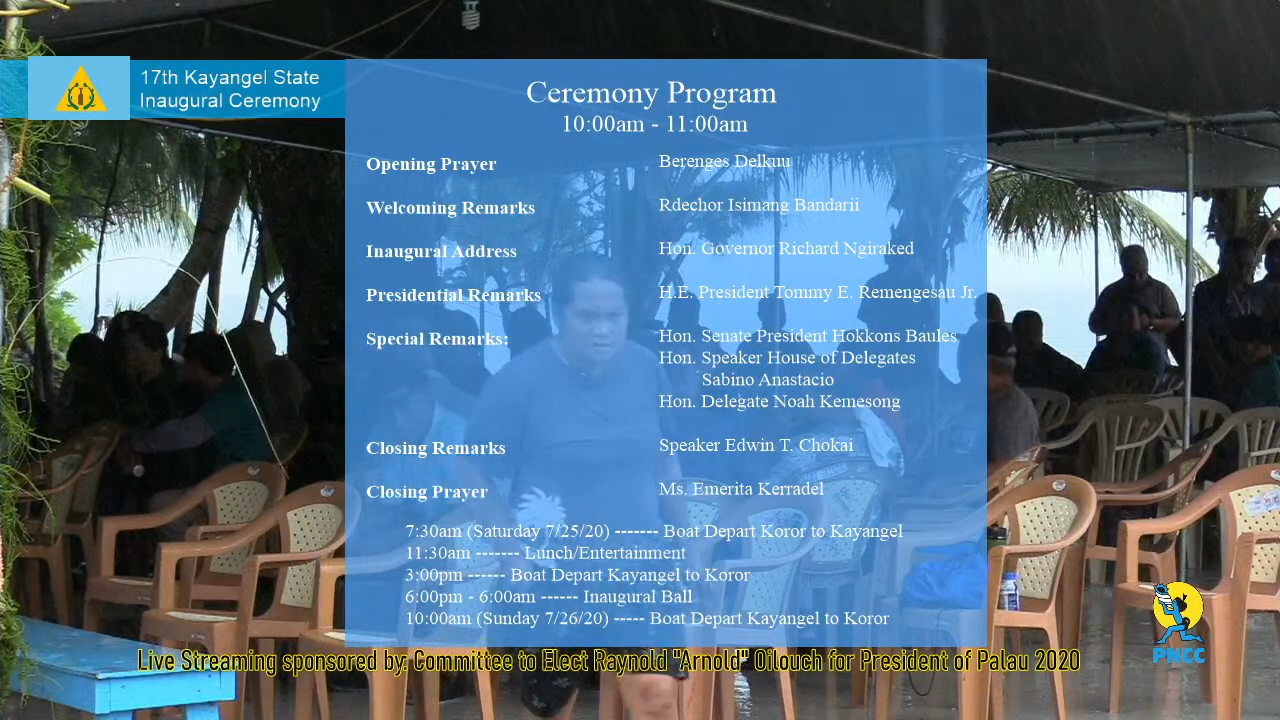 17th Kayangel State
Inaugural Ceremony
Ceremony Program
10:00am - 11:00am
Opening Prayer Berenges Delkuu
Welcoming Remarks Rdechor Isimang Bandarii
Inaugural Address Hon. Governor Richard Ngiraked
Presidential Remarks H.E. President Tommy E. Remengesau Jr.
Special Remarks: Hon. Senate President Hokkons Baules
Hon. Speaker House of Delegates
Sabino Anastacio
Hon. Delegate Noah Kemesong
Closing Remarks Speaker Edwin T. Chokai
Closing Prayer Ms. Emerita Kerradel
7:30am (Saturday 7/25/20) ------- Boat Depart Koror to Kayangel
11:30am ------- Lunch/Entertainment
3:00pm ------ Boat Depart Kayangel to Koror
6:00pm - 6:00am ------ Inaugural Ball
10:00am (Sunday 7/26/20) ----- Boat Depart Kayangel to Koror
Live Streaming sponsored by: Committee to Elect Raynold "Arnold" Oilouch for President of Palau 2020
PNCC